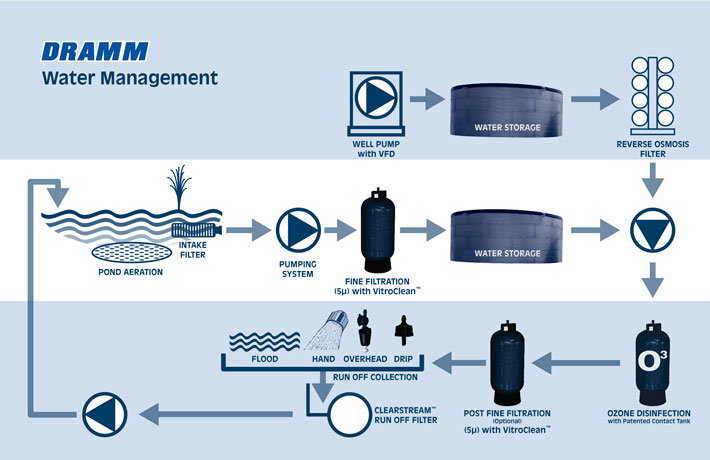 DRAMM
Water Management
WELL PUMP
with VFD
WATER STORAGE
REVERSE OSMOSIS
FILTER
POND AERATION
INTAKE
FILTER
PUMPING
SYSTEM
FINE FILTRATION
(5µ) with VitroClean™
WATER STORAGE
FLOOD
HAND
OVERHEAD
DRIP
RUN OFF COLLECTION
CLEARSTREAM™
RUN OFF FILTER
POST FINE FILTRATION
(Optional)
(5µ) with VitroClean™
O³
OZONE DISINFECTION
with Patented Contact Tank